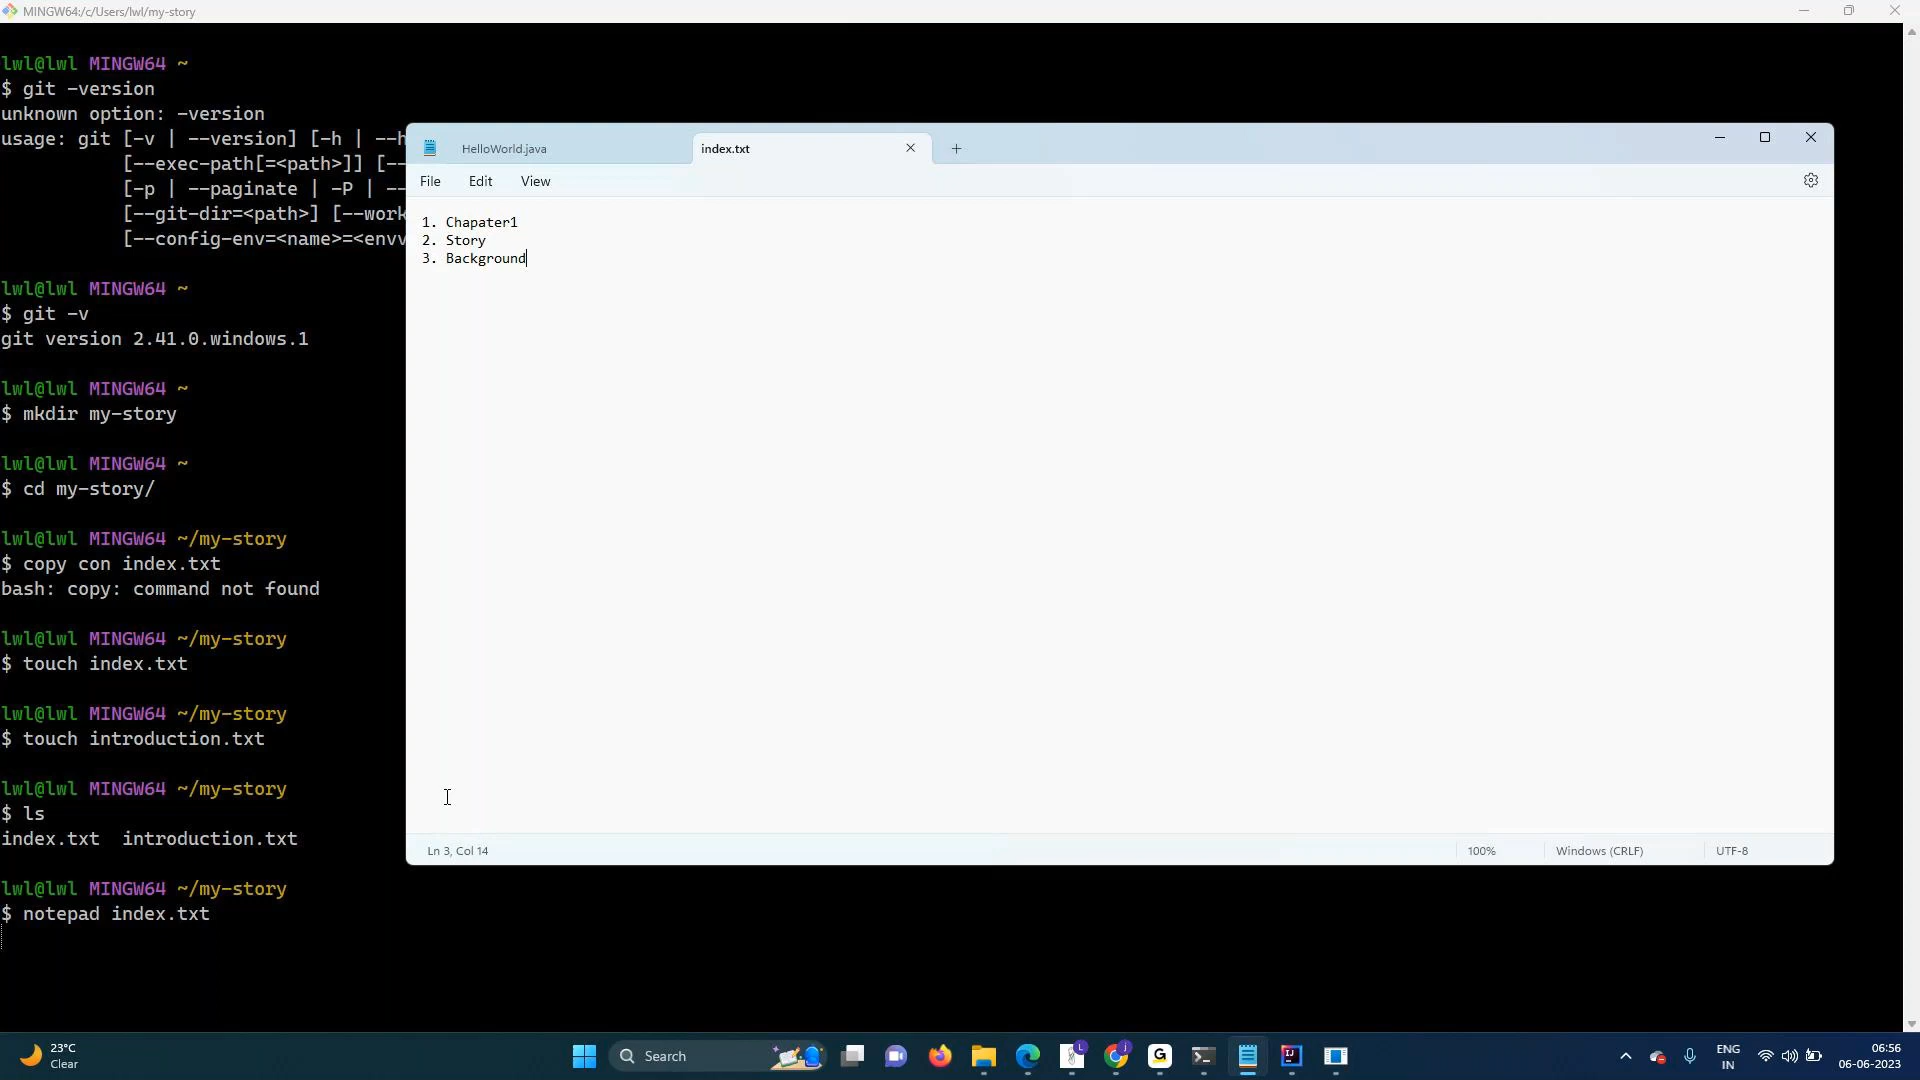 MINGW64:/c/Users/lwl/my-story
lwl@lwl MINGW64 ~
$ git -version
unknown option: -version
usage: git [-v | --version] [-h | --h
[--exec-path[=<path>]] [--
[-p | --paginate | -P | --
[--git-dir=<path>] [--work
[--config-env=<name>=<envv
lwl@lwl MINGW64 ~
$ git -v
git version 2.41.0.windows.1
lwl@lwl MINGW64 ~
$ mkdir my-story
lwl@lwl MINGW64 ~
$ cd my-story/
lwl@lwl MINGW64 ~/my-story
$ copy con index.txt
bash: copy: command not found
lwl@lwl MINGW64 ~/my-story
$ touch index.txt
lwl@lwl MINGW64 ~/my-story
$ touch introduction.txt
lwl@lwl MINGW64 ~/my-story
$ ls
index.txt  introduction.txt
lwl@lwl MINGW64 ~/my-story
$ notepad index.txt
HelloWorld.java
index.txt
File Edit View
1. Chapater1
2. Story
3. Background
Ln 3, Col 14
100%
Windows (CRLF)
UTF-8
23°C
Clear
Search
L
j
G
IJ
ENG
IN
06:56
06-06-2023